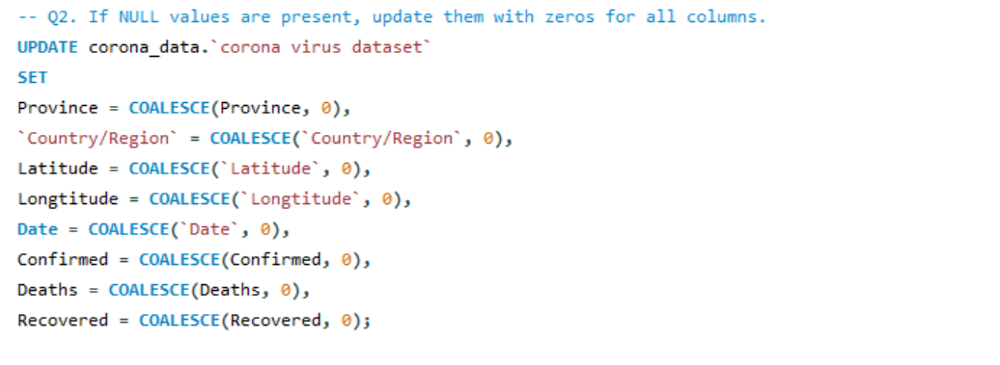 -- Q2. If NULL values are present, update them with zeros for all columns.
UPDATE corona_data.`corona virus dataset`
SET
Province = COALESCE(Province, 0),
`Country/Region` = COALESCE(`Country/Region`, 0),
Latitude = COALESCE(`Latitude`, 0),
Longtitude = COALESCE(`Longtitude`, 0),
Date = COALESCE(`Date`, 0),
Confirmed = COALESCE(Confirmed, 0),
Deaths = COALESCE(Deaths, 0),
Recovered = COALESCE(Recovered, 0);